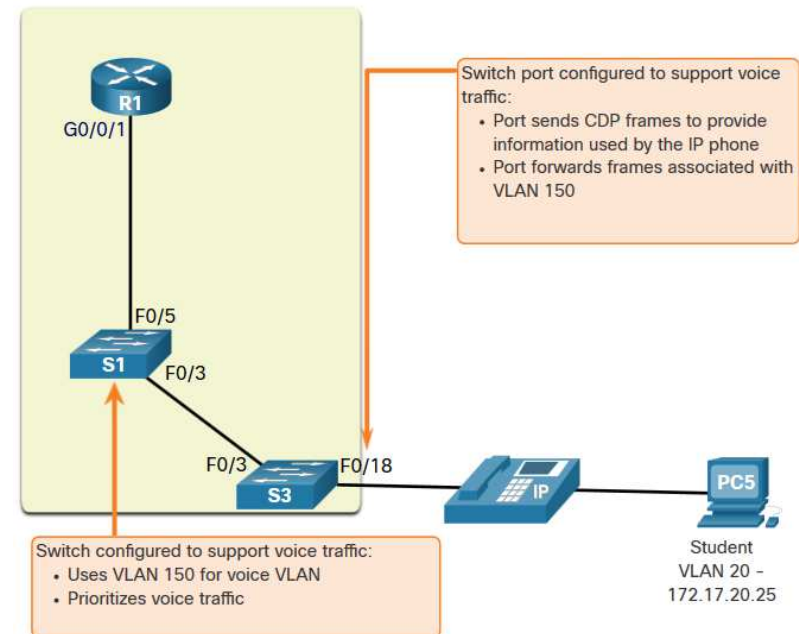 Switch port configured to support voice
traffic:
• Port sends CDP frames to provide
information used by the IP phone
• Port forwards frames associated with
VLAN 150
R1
G0/0/1
F0/5
S1
F0/3
F0/3
F0/18
S3
IP
PC5
Student
VLAN 20 -
172.17.20.25
Switch configured to support voice traffic:
• Uses VLAN 150 for voice VLAN
• Prioritizes voice traffic